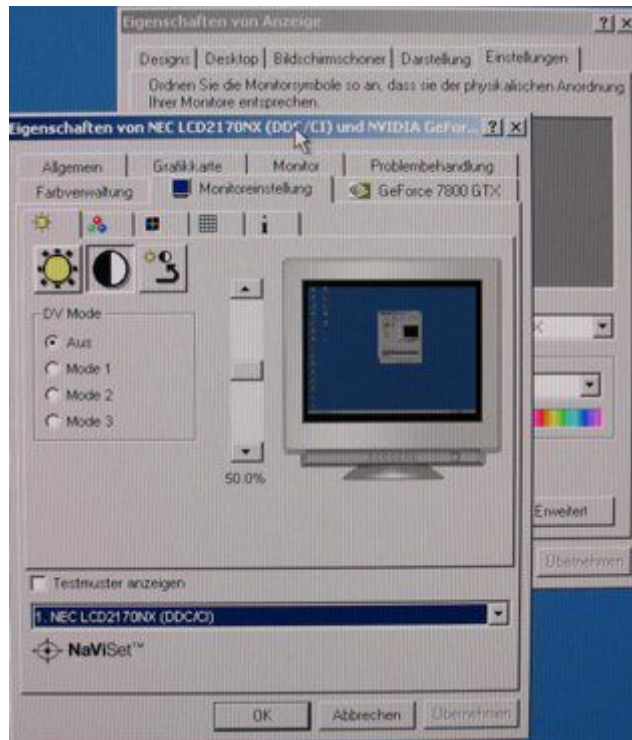 Eigenschaften von Anzeige
Designs Desktop Bildschirmschoner Darstellung Einstellungen
Ordnen Sie die Monitorsymbole so an, dass sie der physikalischen Anordnung
Ihrer Monitore entsprechen.
Eigenschaften von NEC LCD2170NX (DDC/CI) und NVIDIA GeFor...
Allgemein Grafikkarte Monitor Problembehandlung
Farbverwaltung Monitoreinstellung GeForce 7800 GTX
i
DV Mode
Aus
Mode 1
Mode 2
Mode 3
50.0%
X
Erweitert
Übernehmen
Testmuster anzeigen
1. NEC LCD2170NX (DDC/CI)
NaViSet™
OK Abbrechen Übernehmen